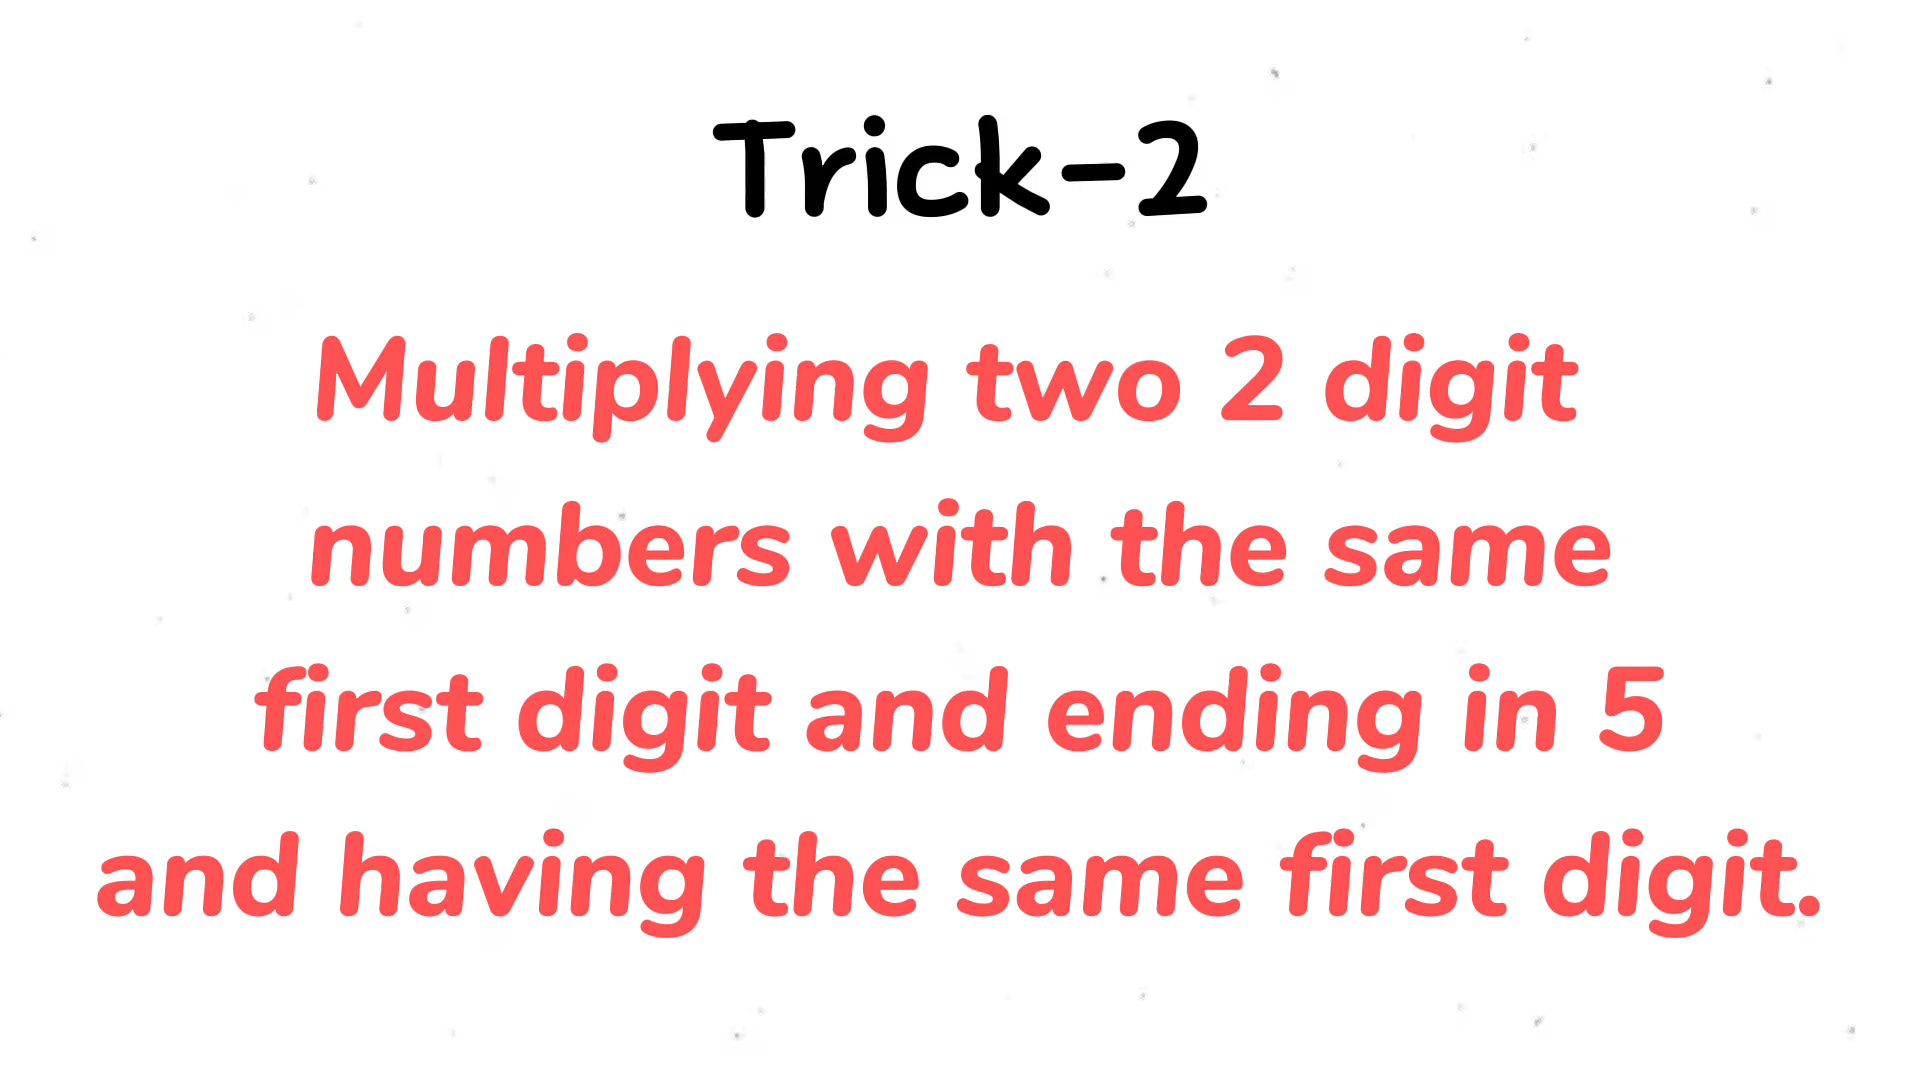 Trick-2
Multiplying two 2 digit
numbers with the same
first digit and ending in 5
and having the same first digit.